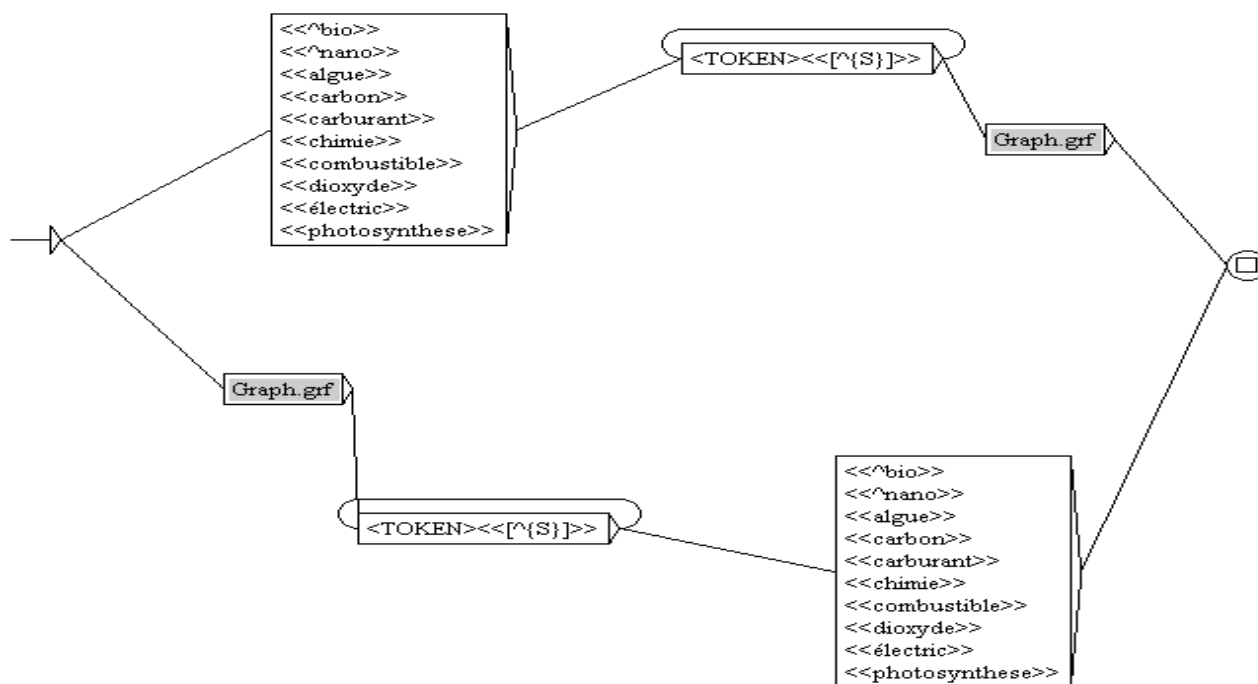 <<^bio>>
<<^nano>>
<<algue>>
<<carbon>>
<<carburant>>
<<chimie>>
<<combustible>>
<<dioxyde>>
<<électric>>
<<photosynthese>>
<TOKEN><<[^{S}]>>
Graph.grf
Graph.grf
<TOKEN><<[^{S}]>>
<<^bio>>
<<^nano>>
<<algue>>
<<carbon>>
<<carburant>>
<<chimie>>
<<combustible>>
<<dioxyde>>
<<électric>>
<<photosynthese>>